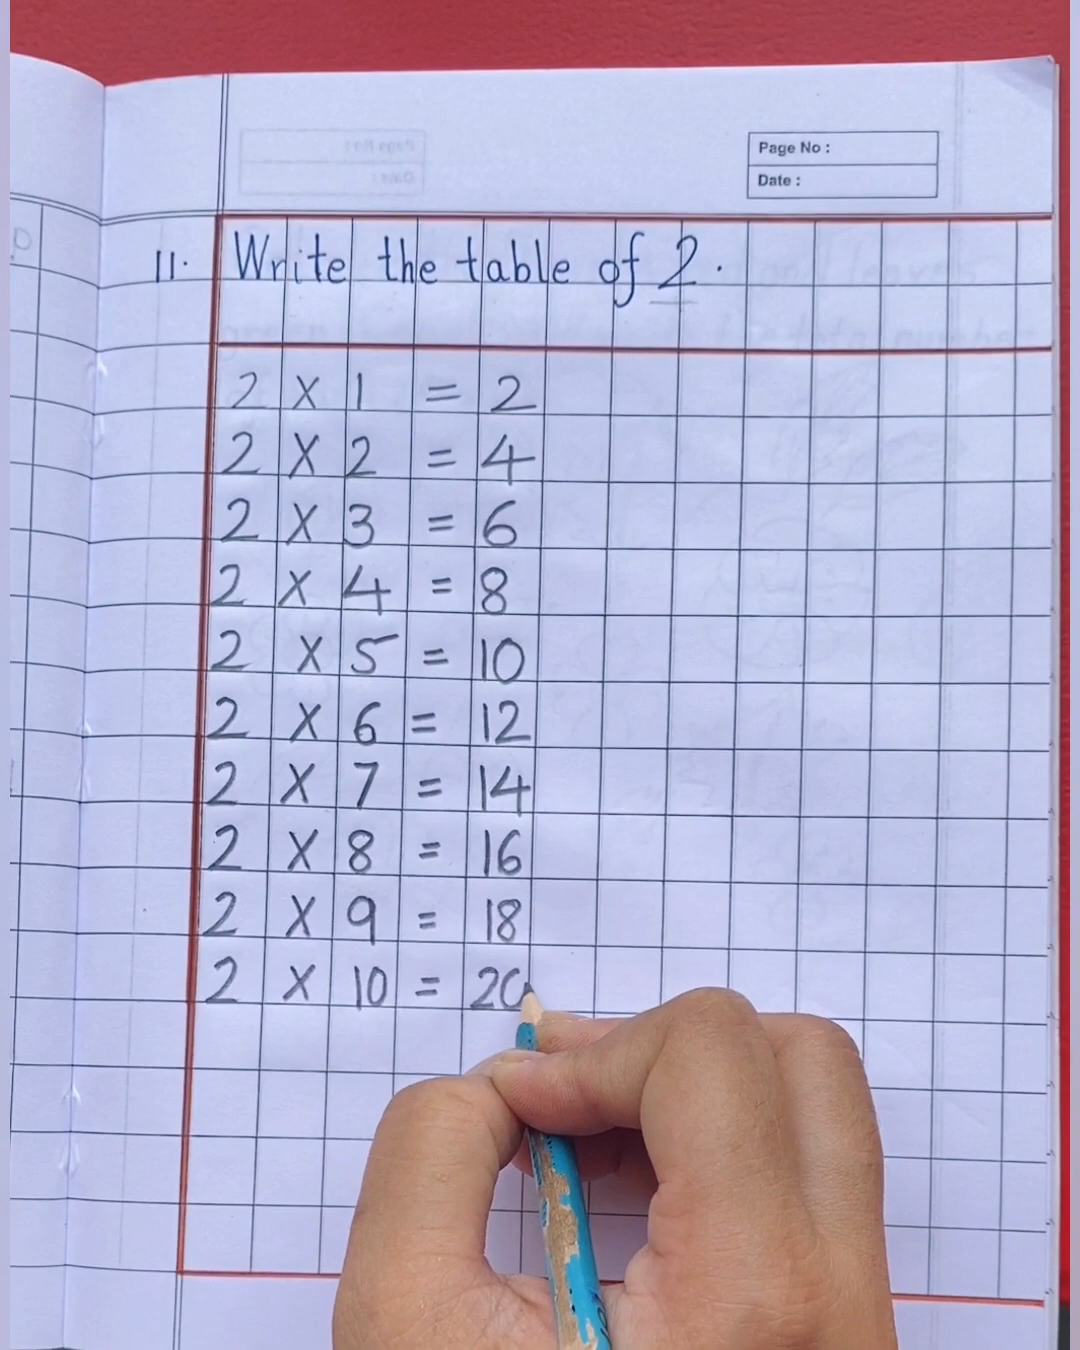 Page No :
Date :
11. Write the table of 2.
2 X 1 = 2
2 X 2 = 4
2 X 3 = 6
2 X 4 = 8
2 X 5 = 10
2 X 6 = 12
2 X 7 = 14
2 X 8 = 16
2 X 9 = 18
2 X 10 = 20